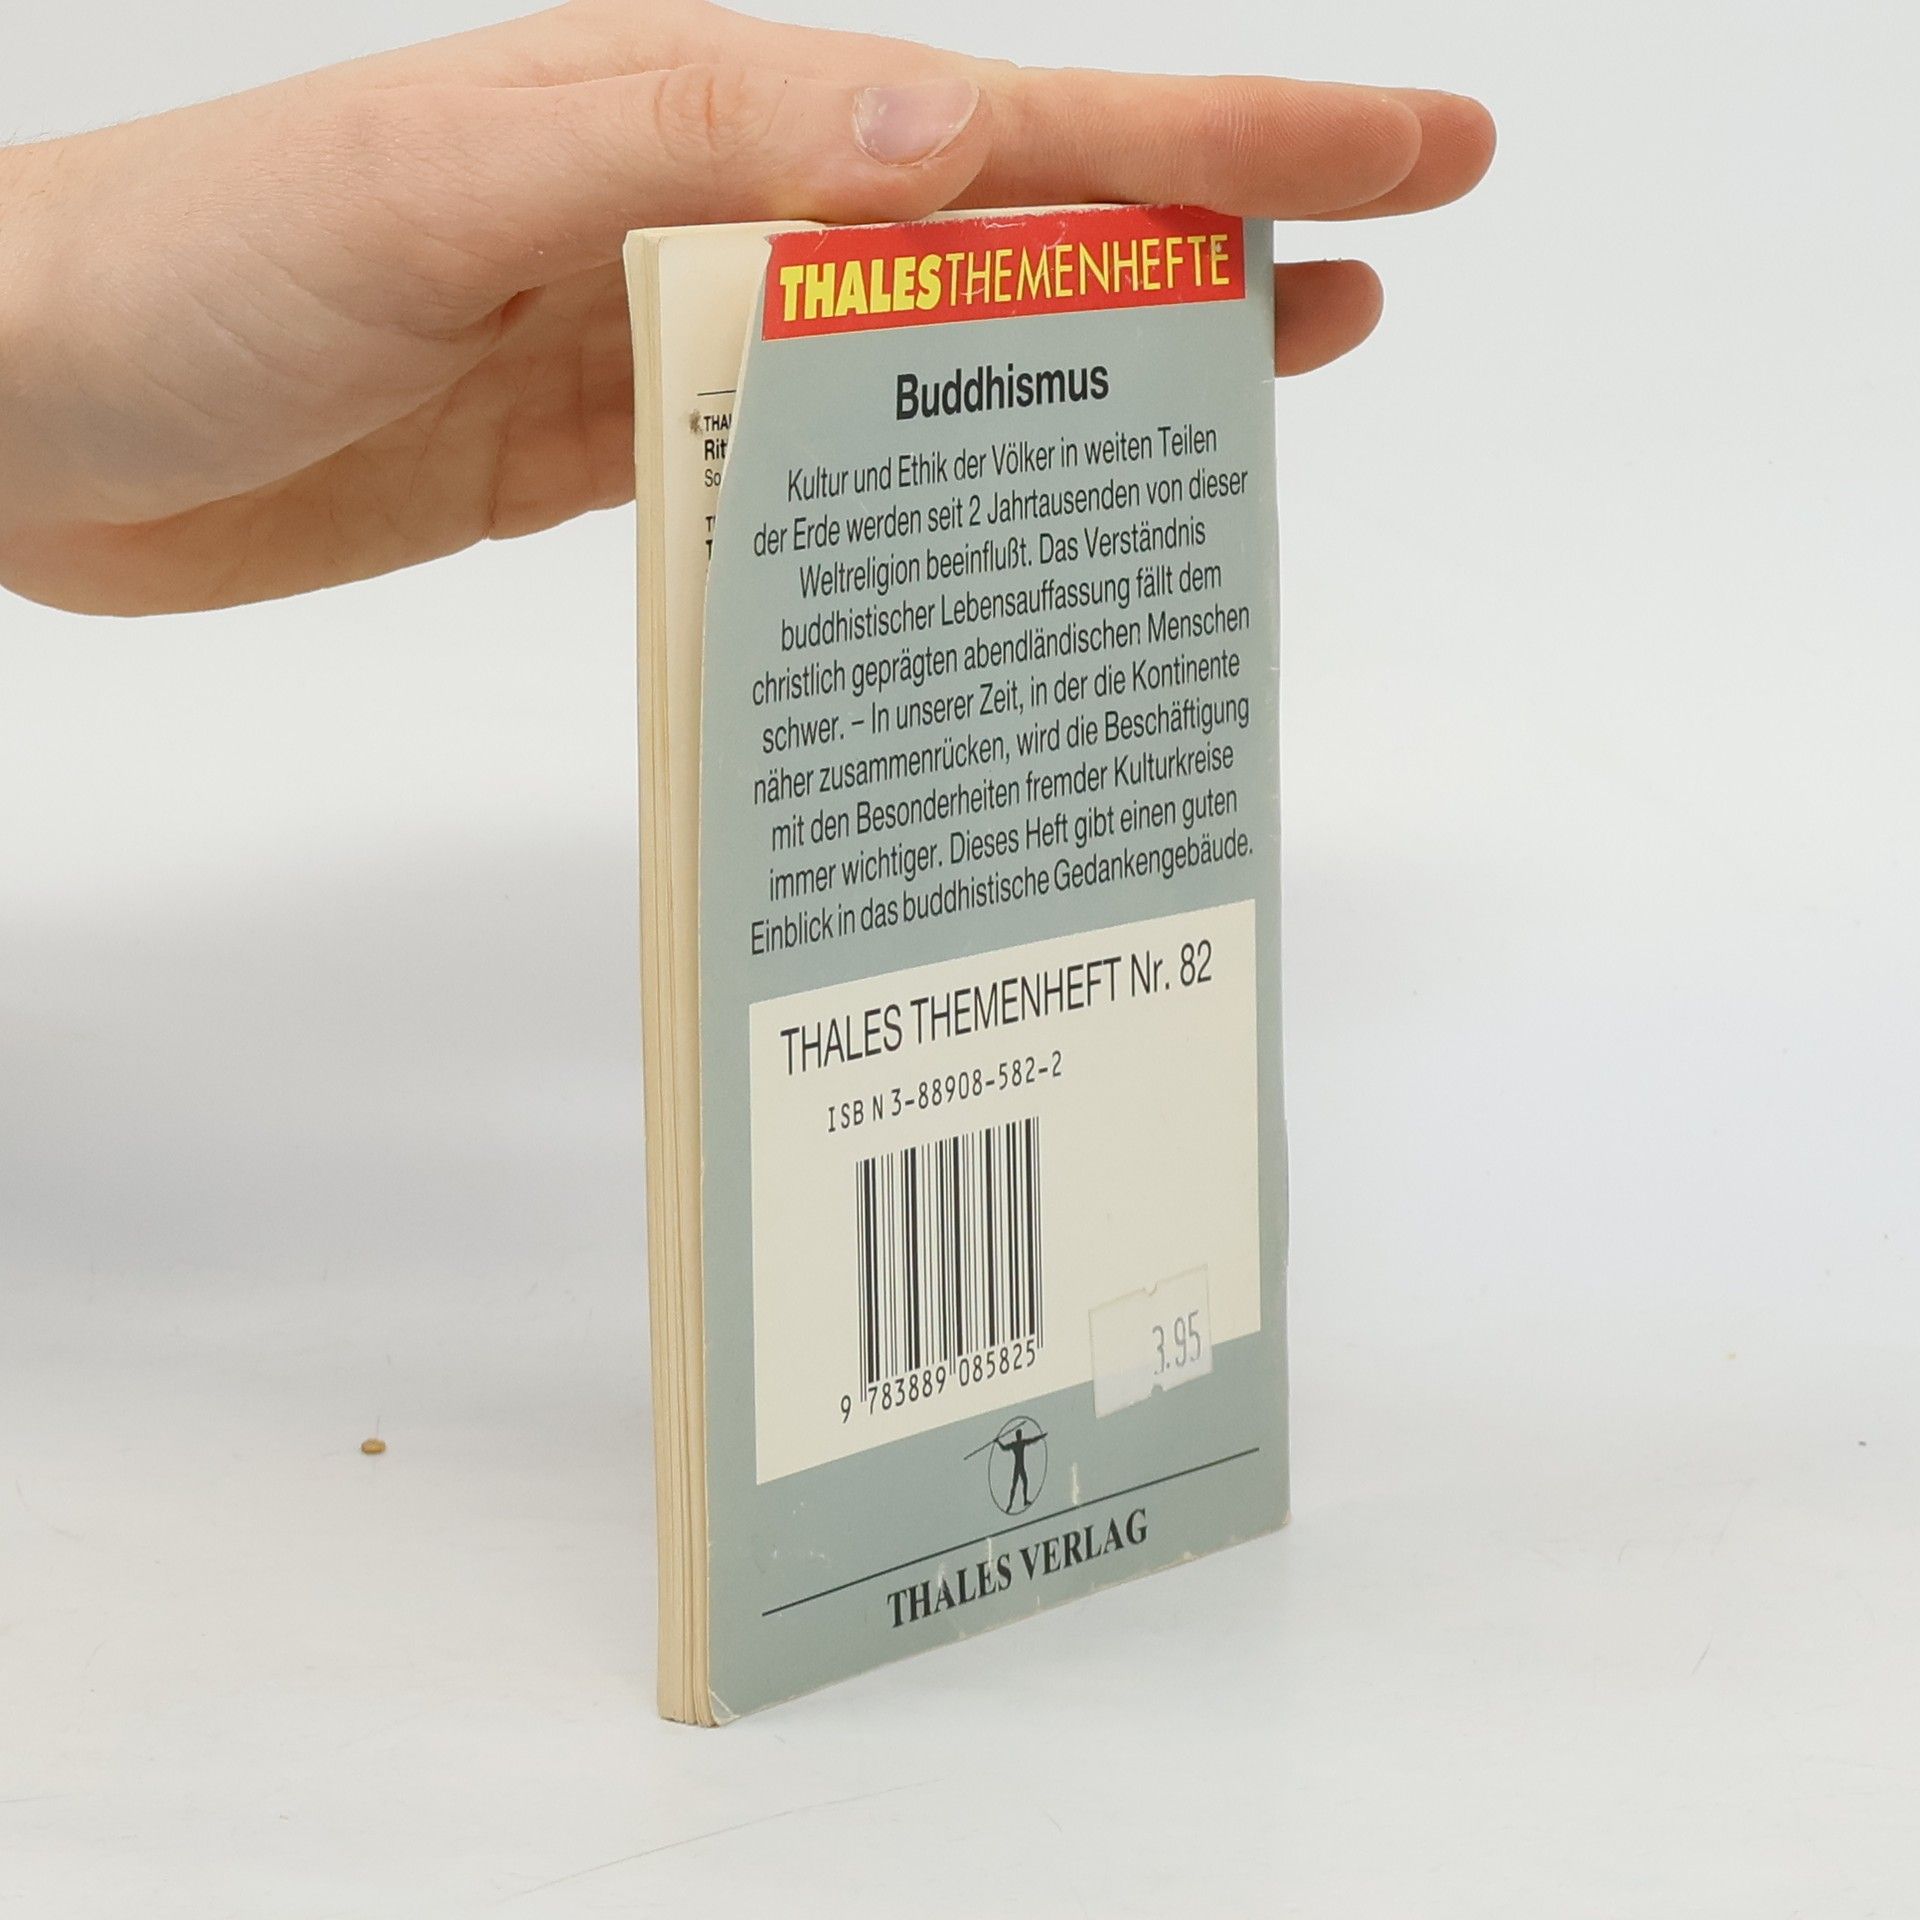 THALESTHEMENHEFTE
Buddhismus
Kultur und Ethik der Völker in weiten Teilen
der Erde werden seit 2 Jahrtausenden von dieser
Weltreligion beeinflußt. Das Verständnis
buddhistischer Lebensauffassung fällt dem
christlich geprägten abendländischen Menschen
schwer. – In unserer Zeit, in der die Kontinente
näher zusammenrücken, wird die Beschäftigung
mit den Besonderheiten fremder Kulturkreise
immer wichtiger. Dieses Heft gibt einen guten
Einblick in das buddhistische Gedankengebäude.
THALES THEMENHEFT Nr. 82
ISBN 3-88908-582-2
9 783889 085825
3.95
THALES VERLAG